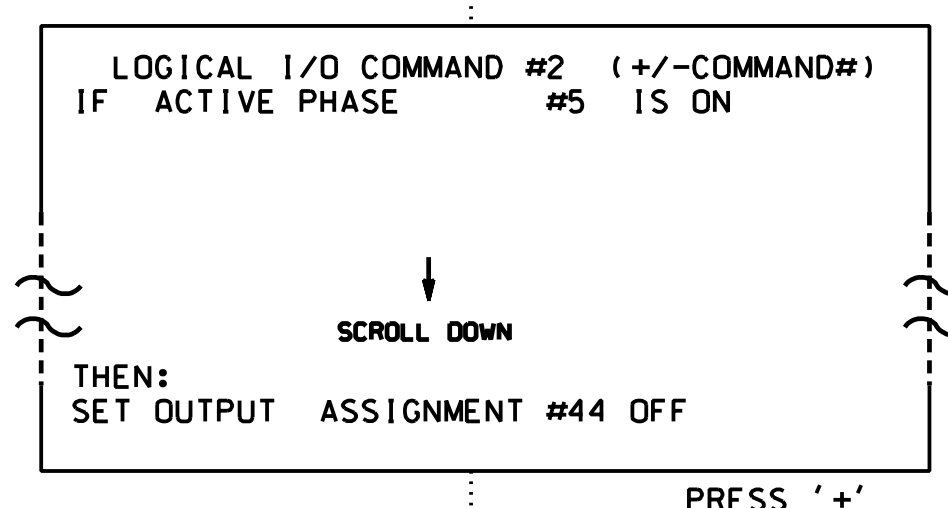 LOGICAL I/O COMMAND #2 (+/-COMMAND#)
IF ACTIVE PHASE #5 IS ON
SCROLL DOWN
THEN:
SET OUTPUT ASSIGNMENT #44 OFF
PRESS '+'